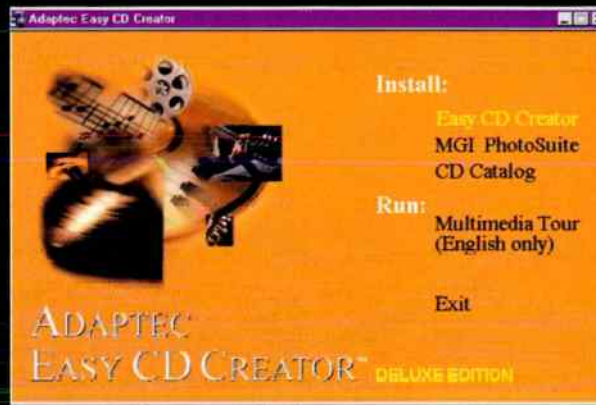 Adaptec Easy CD Creator
Install:
Easy CD Creator
MGI PhotoSuite
CD Catalog
Run:
Multimedia Tour
(English only)
Exit
ADAPTEC
EASY CD CREATOR™ DELUXE EDITION